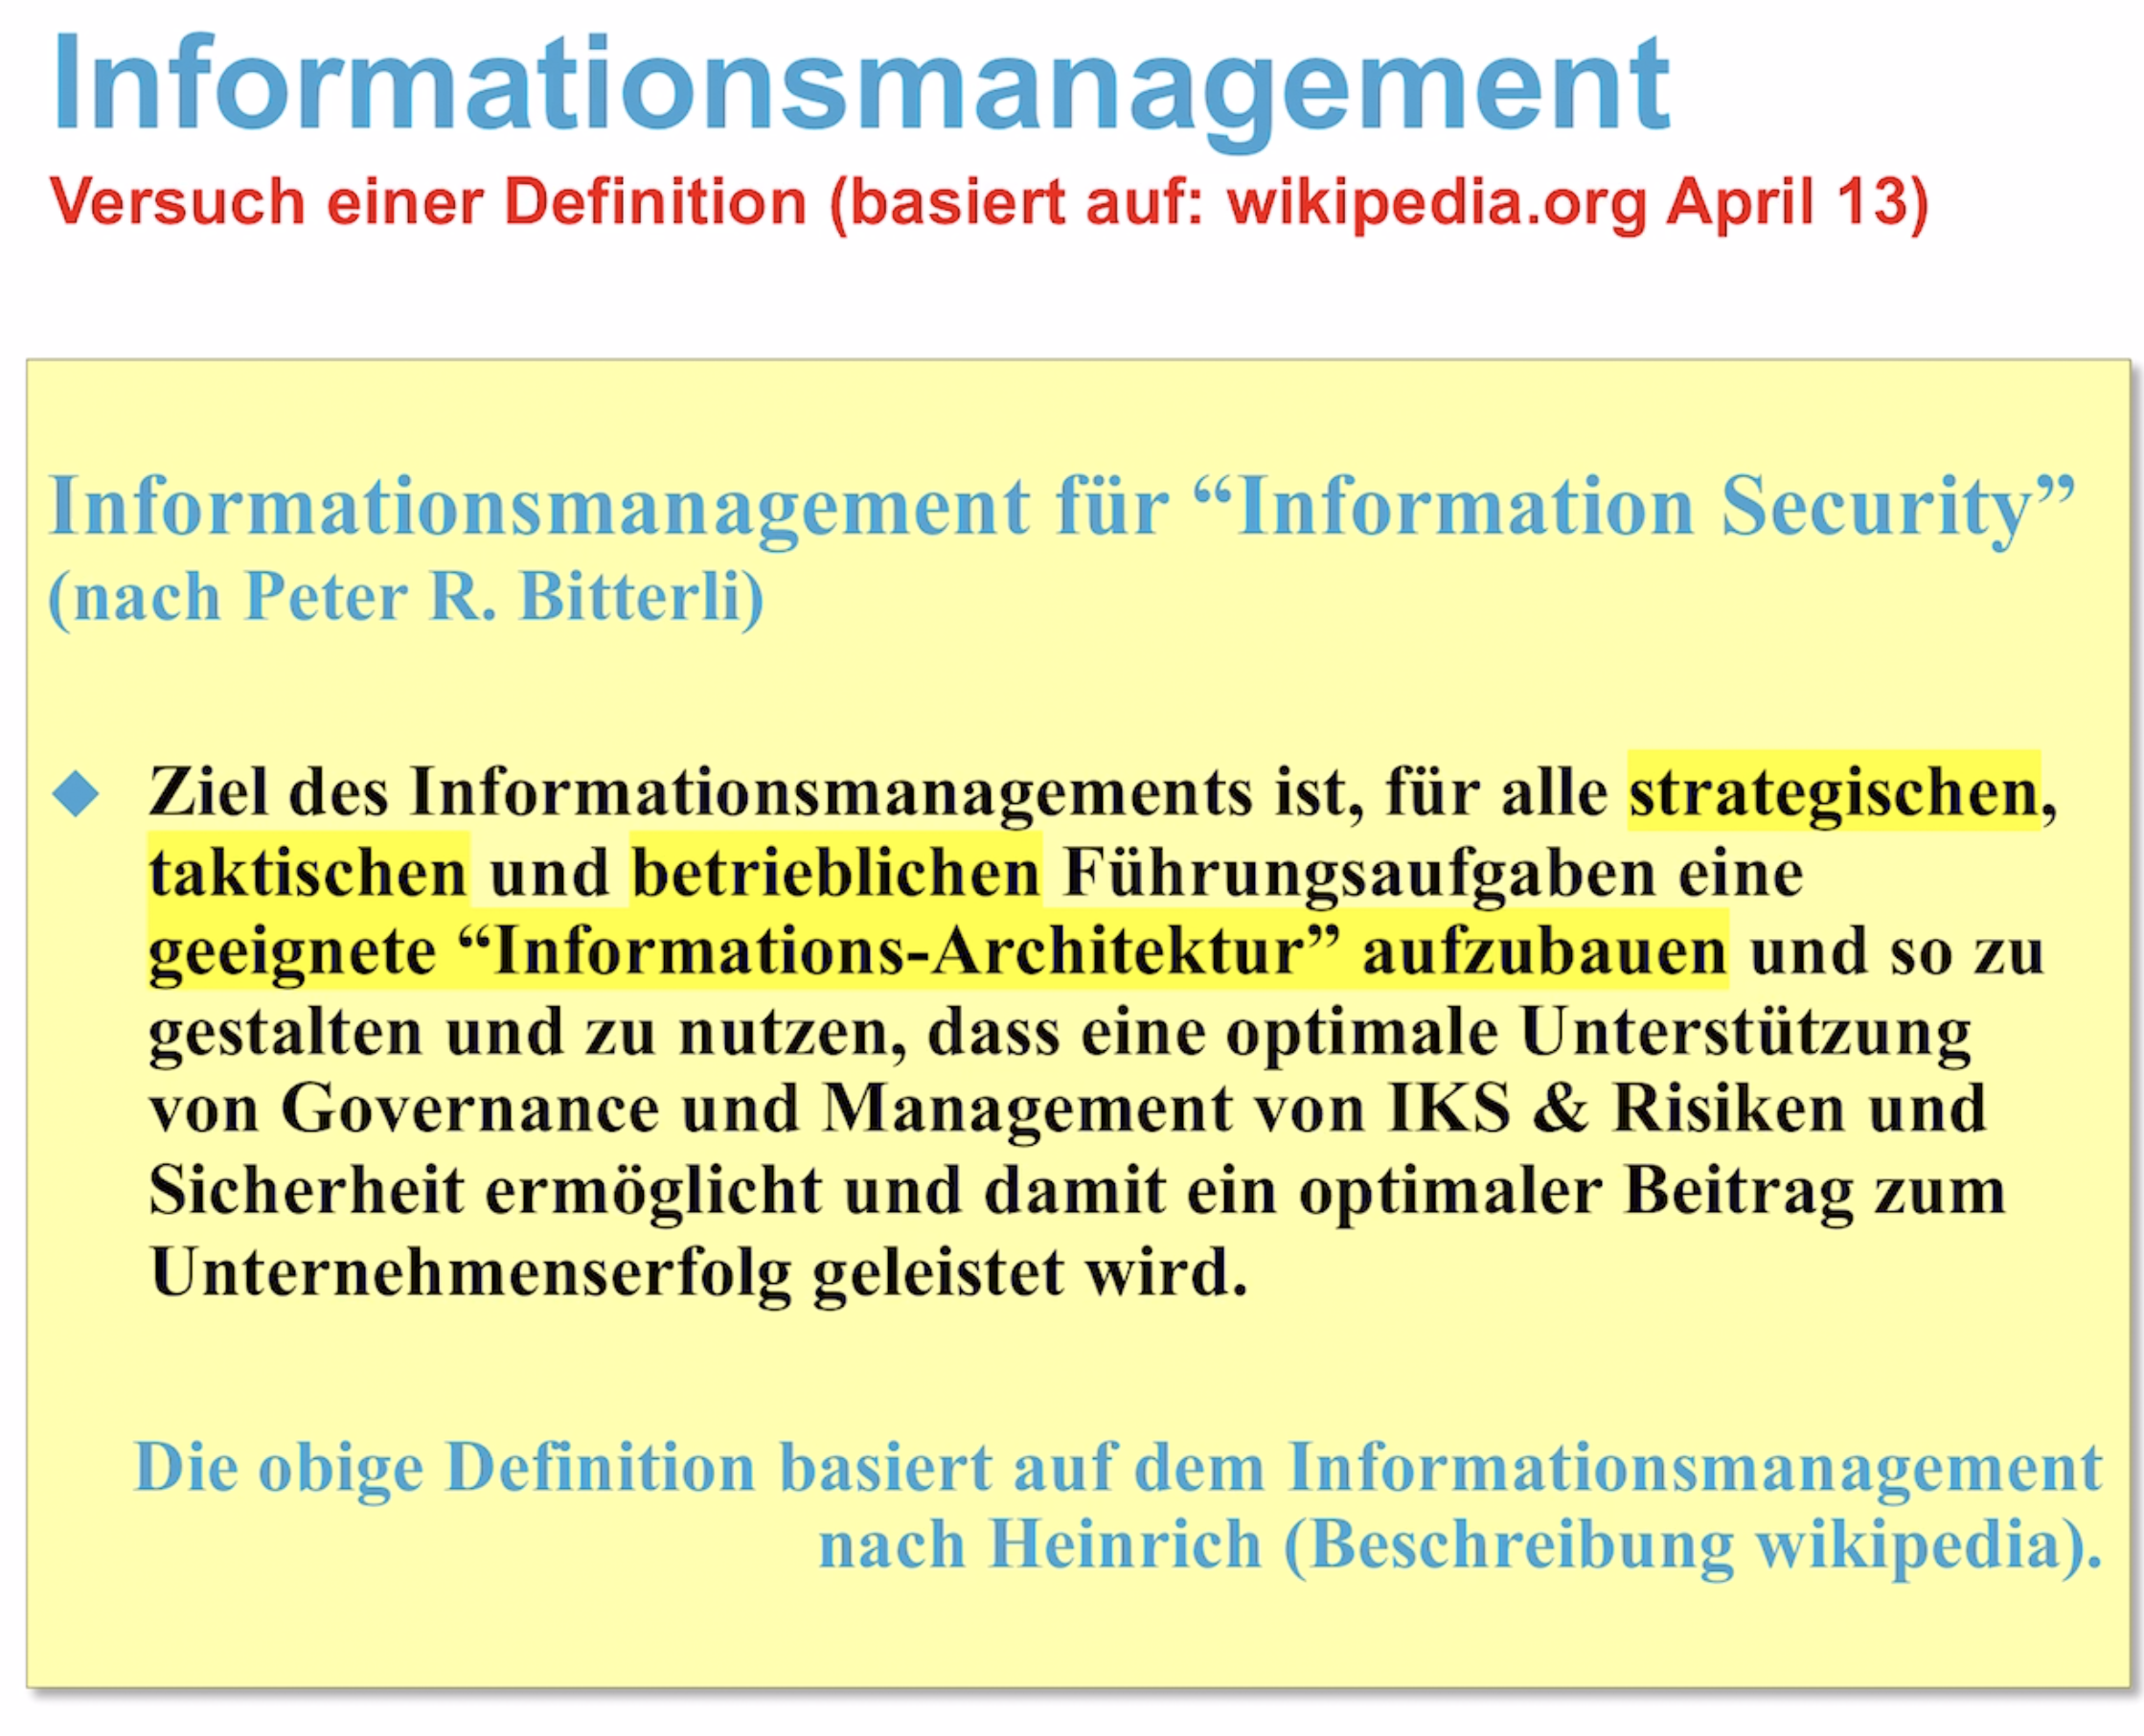 Informationsmanagement
Versuch einer Definition (basiert auf: wikipedia.org April 13)
Informationsmanagement für “Information Security”
(nach Peter R. Bitterli)
Ziel des Informationsmanagements ist, für alle strategischen,
taktischen und betrieblichen Führungsaufgaben eine
geeignete “Informations-Architektur” aufzubauen und so zu
gestalten und zu nutzen, dass eine optimale Unterstützung
von Governance und Management von IKS & Risiken und
Sicherheit ermöglicht und damit ein optimaler Beitrag zum
Unternehmenserfolg geleistet wird.
Die obige Definition basiert auf dem Informationsmanagement
nach Heinrich (Beschreibung wikipedia).